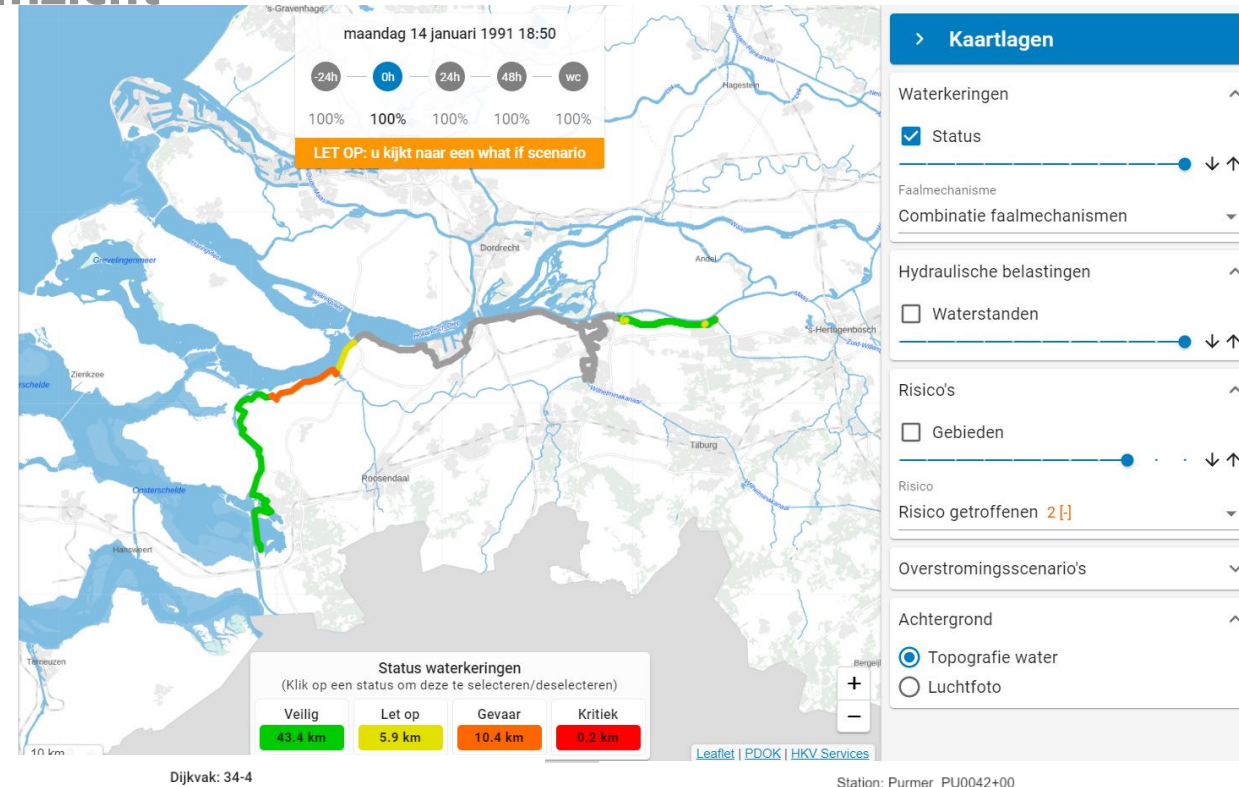 's-Gravenhage
maandag 14 januari 1991 18:50
-24h
0h
24h
48h
wc
100%
100%
100%
100%
100%
LET OP: u kijkt naar een what if scenario
Hagestein
Dordrecht
Andel
Grevelingenmeer
Haringvliet
's-Hertogenbosch
Maas
Zierikzee
Wilhelminakanaal
Tilburg
Roosendaal
Oosterschelde
Hansweert
Terneuzen
10 km
Status waterkeringen
(Klik op een status om deze te selecteren/deselecteren)
Veilig
Let op
Gevaar
Kritiek
43.4 km
5.9 km
10.4 km
0.2 km
+
−
Leaflet | PDOK | HKV Services
Kaartlagen
Waterkeringen
Status
Faalmechanisme
Combinatie faalmechanismen
Hydraulische belastingen
Waterstanden
Risico's
Gebieden
Risico
Risico getroffenen 2 [-]
Overstromingsscenario's
Achtergrond
Topografie water
Luchtfoto
Dijkvak: 34-4
Station: Purmer_PU0042+00